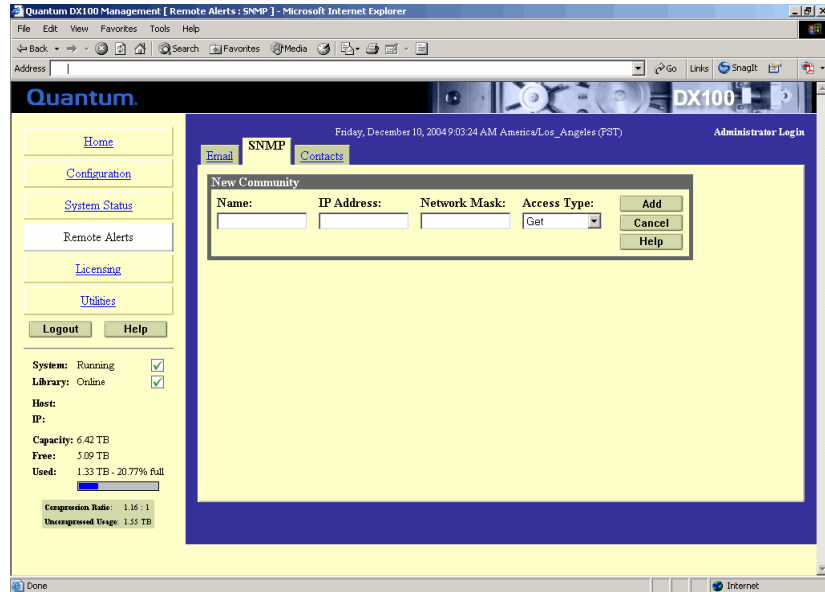 Quantum DX100 Management [ Remote Alerts : SNMP ] - Microsoft Internet Explorer
File Edit View Favorites Tools Help
Back Search Favorites Media
Address Go Links SnagIt
Quantum. DX100
Friday, December 10, 2004 9:03:24 AM America/Los_Angeles (PST) Administrator Login
Email SNMP Contacts
Home
Configuration
System Status
Remote Alerts
Licensing
Utilities
Logout Help
System: Running
Library: Online
Host:
IP:
Capacity: 6.42 TB
Free: 5.09 TB
Used: 1.33 TB - 20.77% full
Compression Ratio: 1.16 : 1
Uncompressed Usage: 1.55 TB
New Community
Name: IP Address: Network Mask: Access Type: Add
Get Cancel
Help
Done Internet